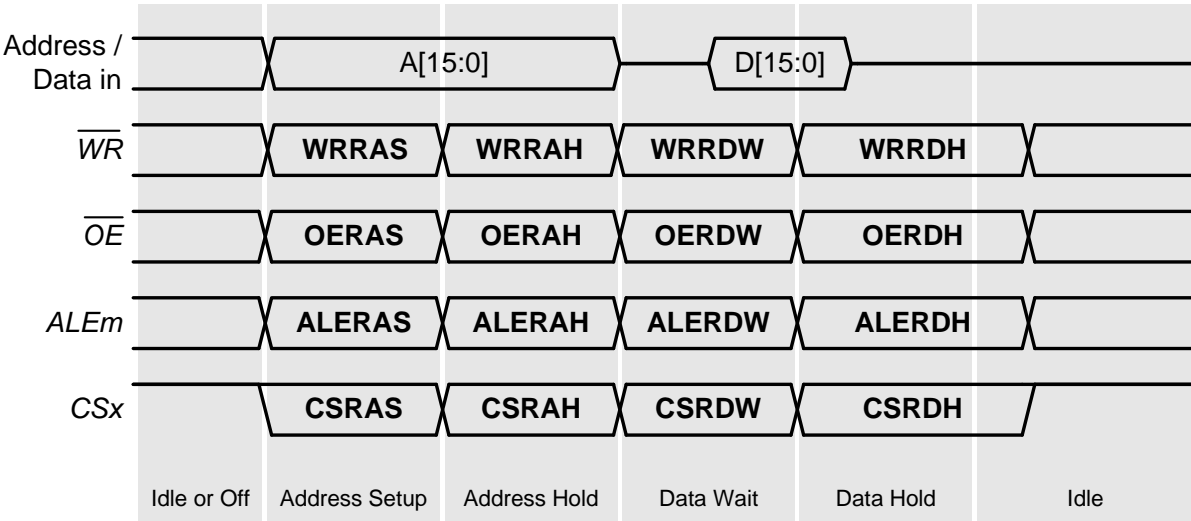 Address /
Data in
A[15:0]
D[15:0]
WR
WRRAS WRRAH WRRDW WRRDH
OE
OERAS OERAH OERDW OERDH
ALEm
ALERAS ALERAH ALERDW ALERDH
CSx
CSRAS CSRAH CSRDW CSRDH
Idle or Off Address Setup Address Hold Data Wait Data Hold Idle